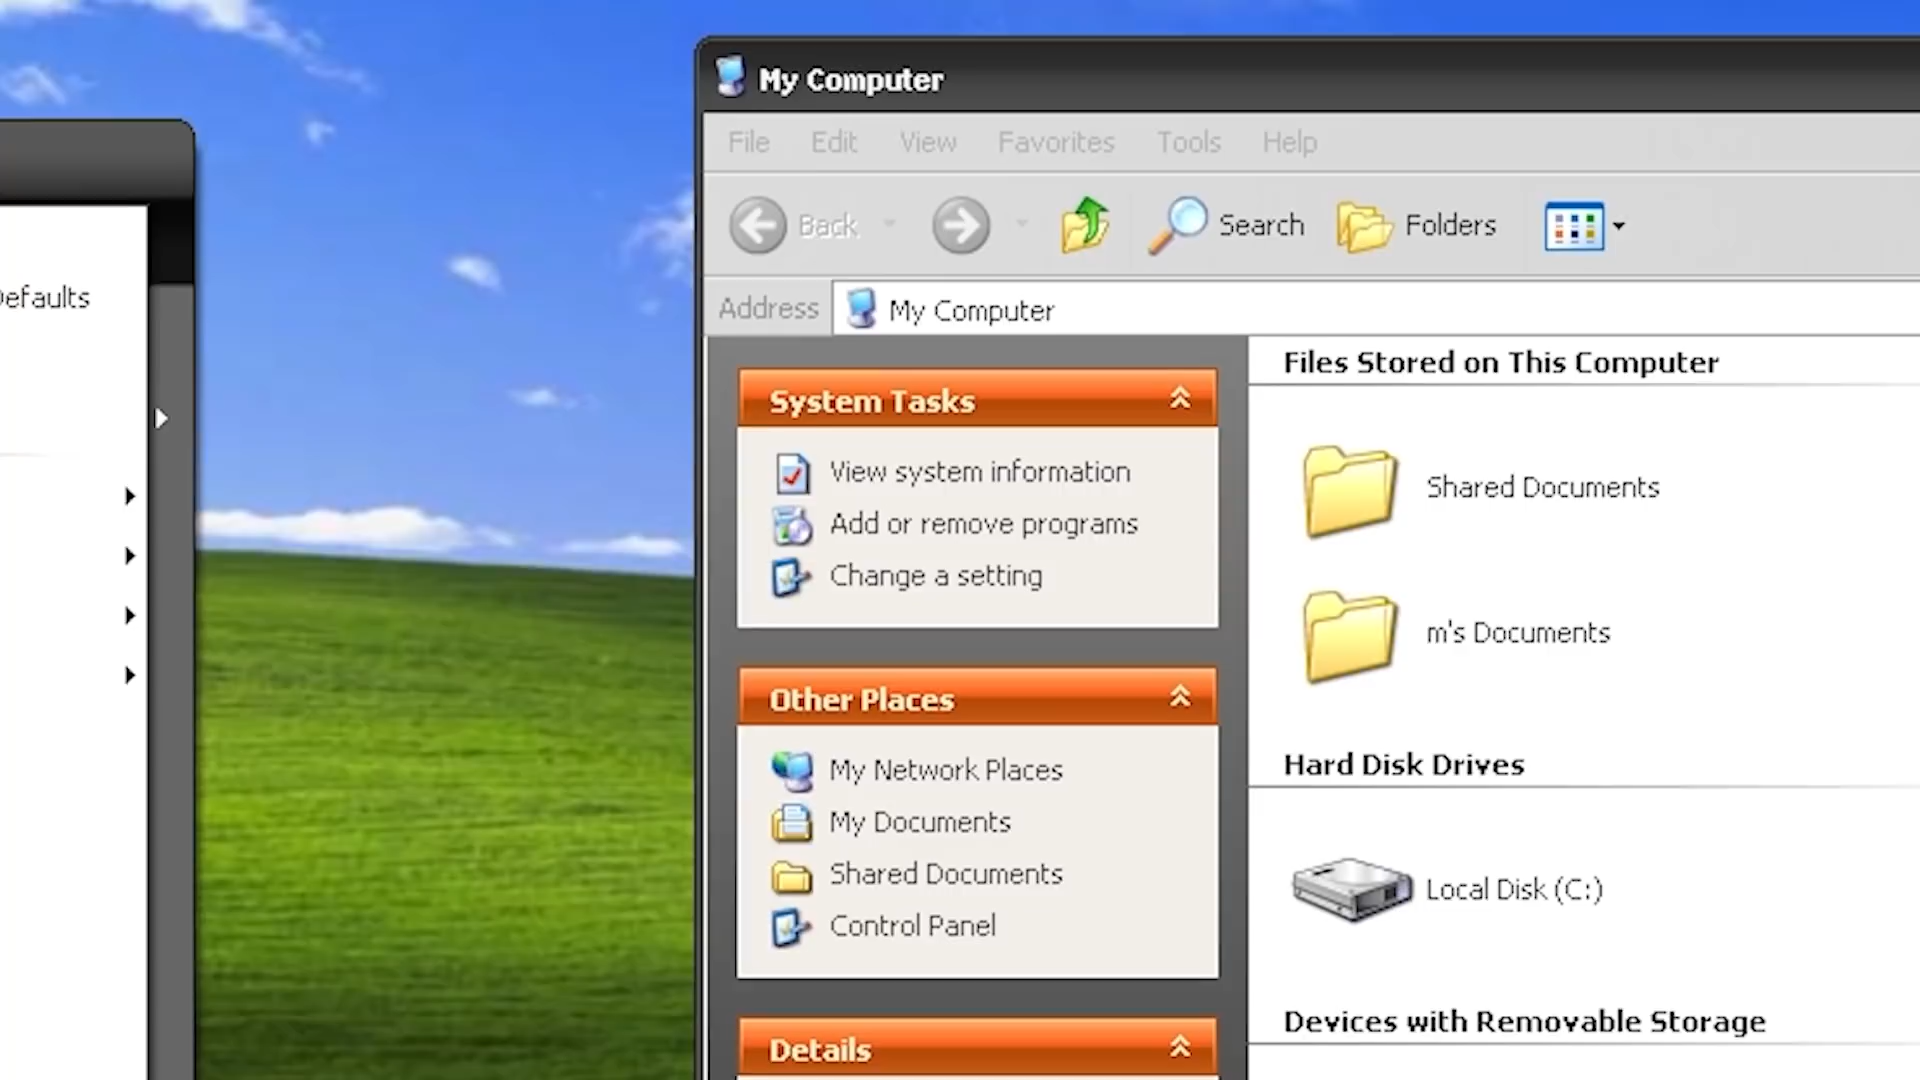 Defaults
My Computer
File Edit View Favorites Tools Help
Back Search Folders
Address My Computer
System Tasks
View system information
Add or remove programs
Change a setting
Other Places
My Network Places
My Documents
Shared Documents
Control Panel
Details
Files Stored on This Computer
Shared Documents
m's Documents
Hard Disk Drives
Local Disk (C:)
Devices with Removable Storage